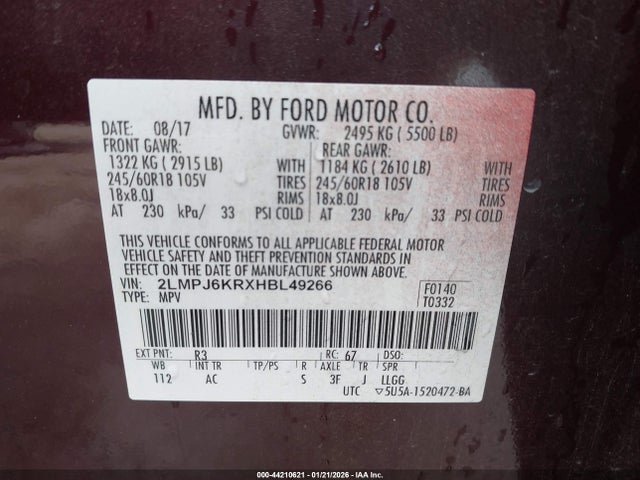 MFD. BY FORD MOTOR CO.
DATE: 08/17 GVWR: 2495 KG ( 5500 LB)
FRONT GAWR: REAR GAWR:
1322 KG ( 2915 LB) WITH 1184 KG ( 2610 LB) WITH
245/60R18 105V TIRES 245/60R18 105V TIRES
18x8.0J RIMS 18x8.0J RIMS
AT 230 kPa/ 33 PSI COLD AT 230 kPa/ 33 PSI COLD
THIS VEHICLE CONFORMS TO ALL APPLICABLE FEDERAL MOTOR
VEHICLE SAFETY AND THEFT PREVENTION STANDARDS IN
EFFECT ON THE DATE OF MANUFACTURE SHOWN ABOVE.
VIN: 2LMPJ6KRXHBL49266 F0140
TYPE: MPV T0332
EXT PNT: R3 RC: 67 DSO:
WB INT TR TP/PS R AXLE TR SPR
112 AC S 3F J LLGG
UTC ▽5U5A-1520472-BA
000-44210621 - 01/21/2026 - IAA Inc.